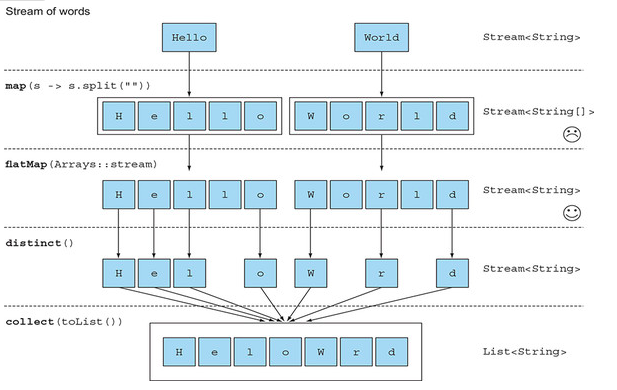 Stream of words
Hello World Stream<String>
map(s -> s.split(""))
H e l l o W o r l d Stream<String[]>
flatMap(Arrays::stream)
H e l l o W o r l d Stream<String>
distinct()
H e l o W r d Stream<String>
collect(toList())
H e l o W r d List<String>